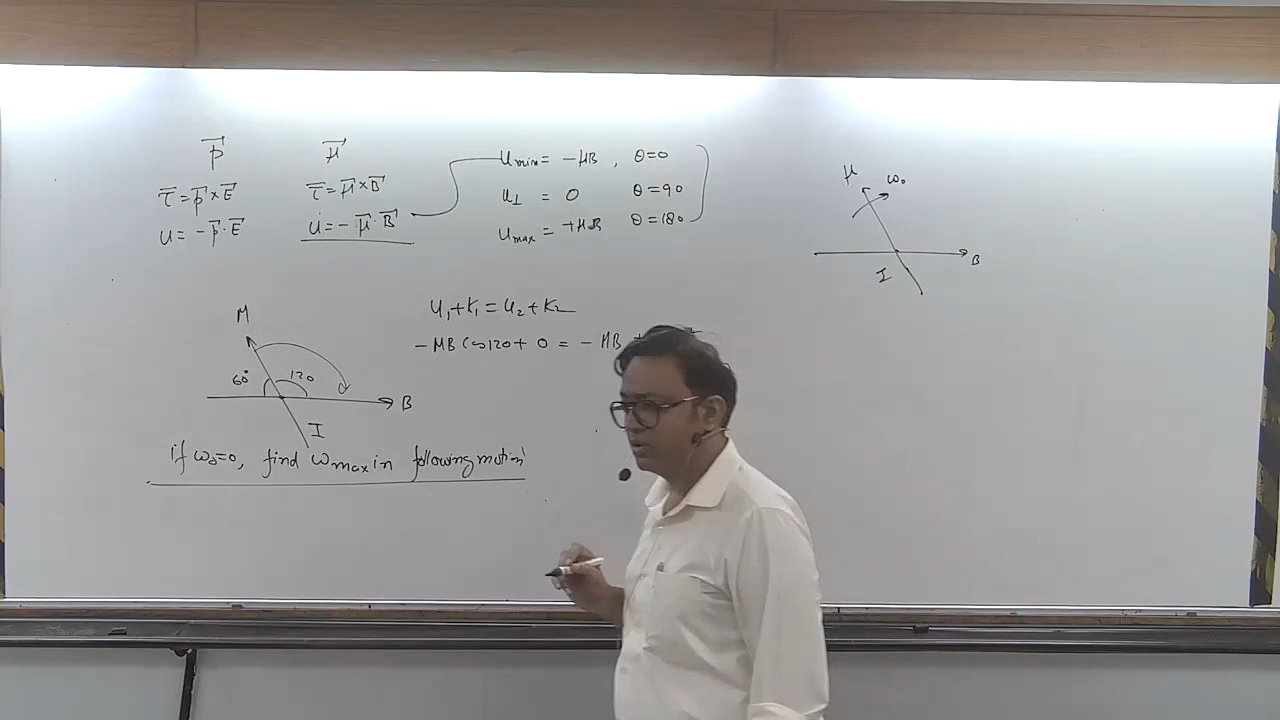 p⃗ μ⃗
τ̄ = p⃗ × E⃗ τ̄ = μ⃗ × B⃗
U = - p⃗ · E⃗ U = - μ⃗ · B⃗
Umin = - μB , θ=0
U⊥ = 0 θ=90
Umax = + μB θ=180
μ ω₀
B
I
M
60° 120
B
I
U₁+K₁ = U₂+K₂
- MB Cos120 + 0 = - MB +
if ω₀=0, find ωmax in following motion